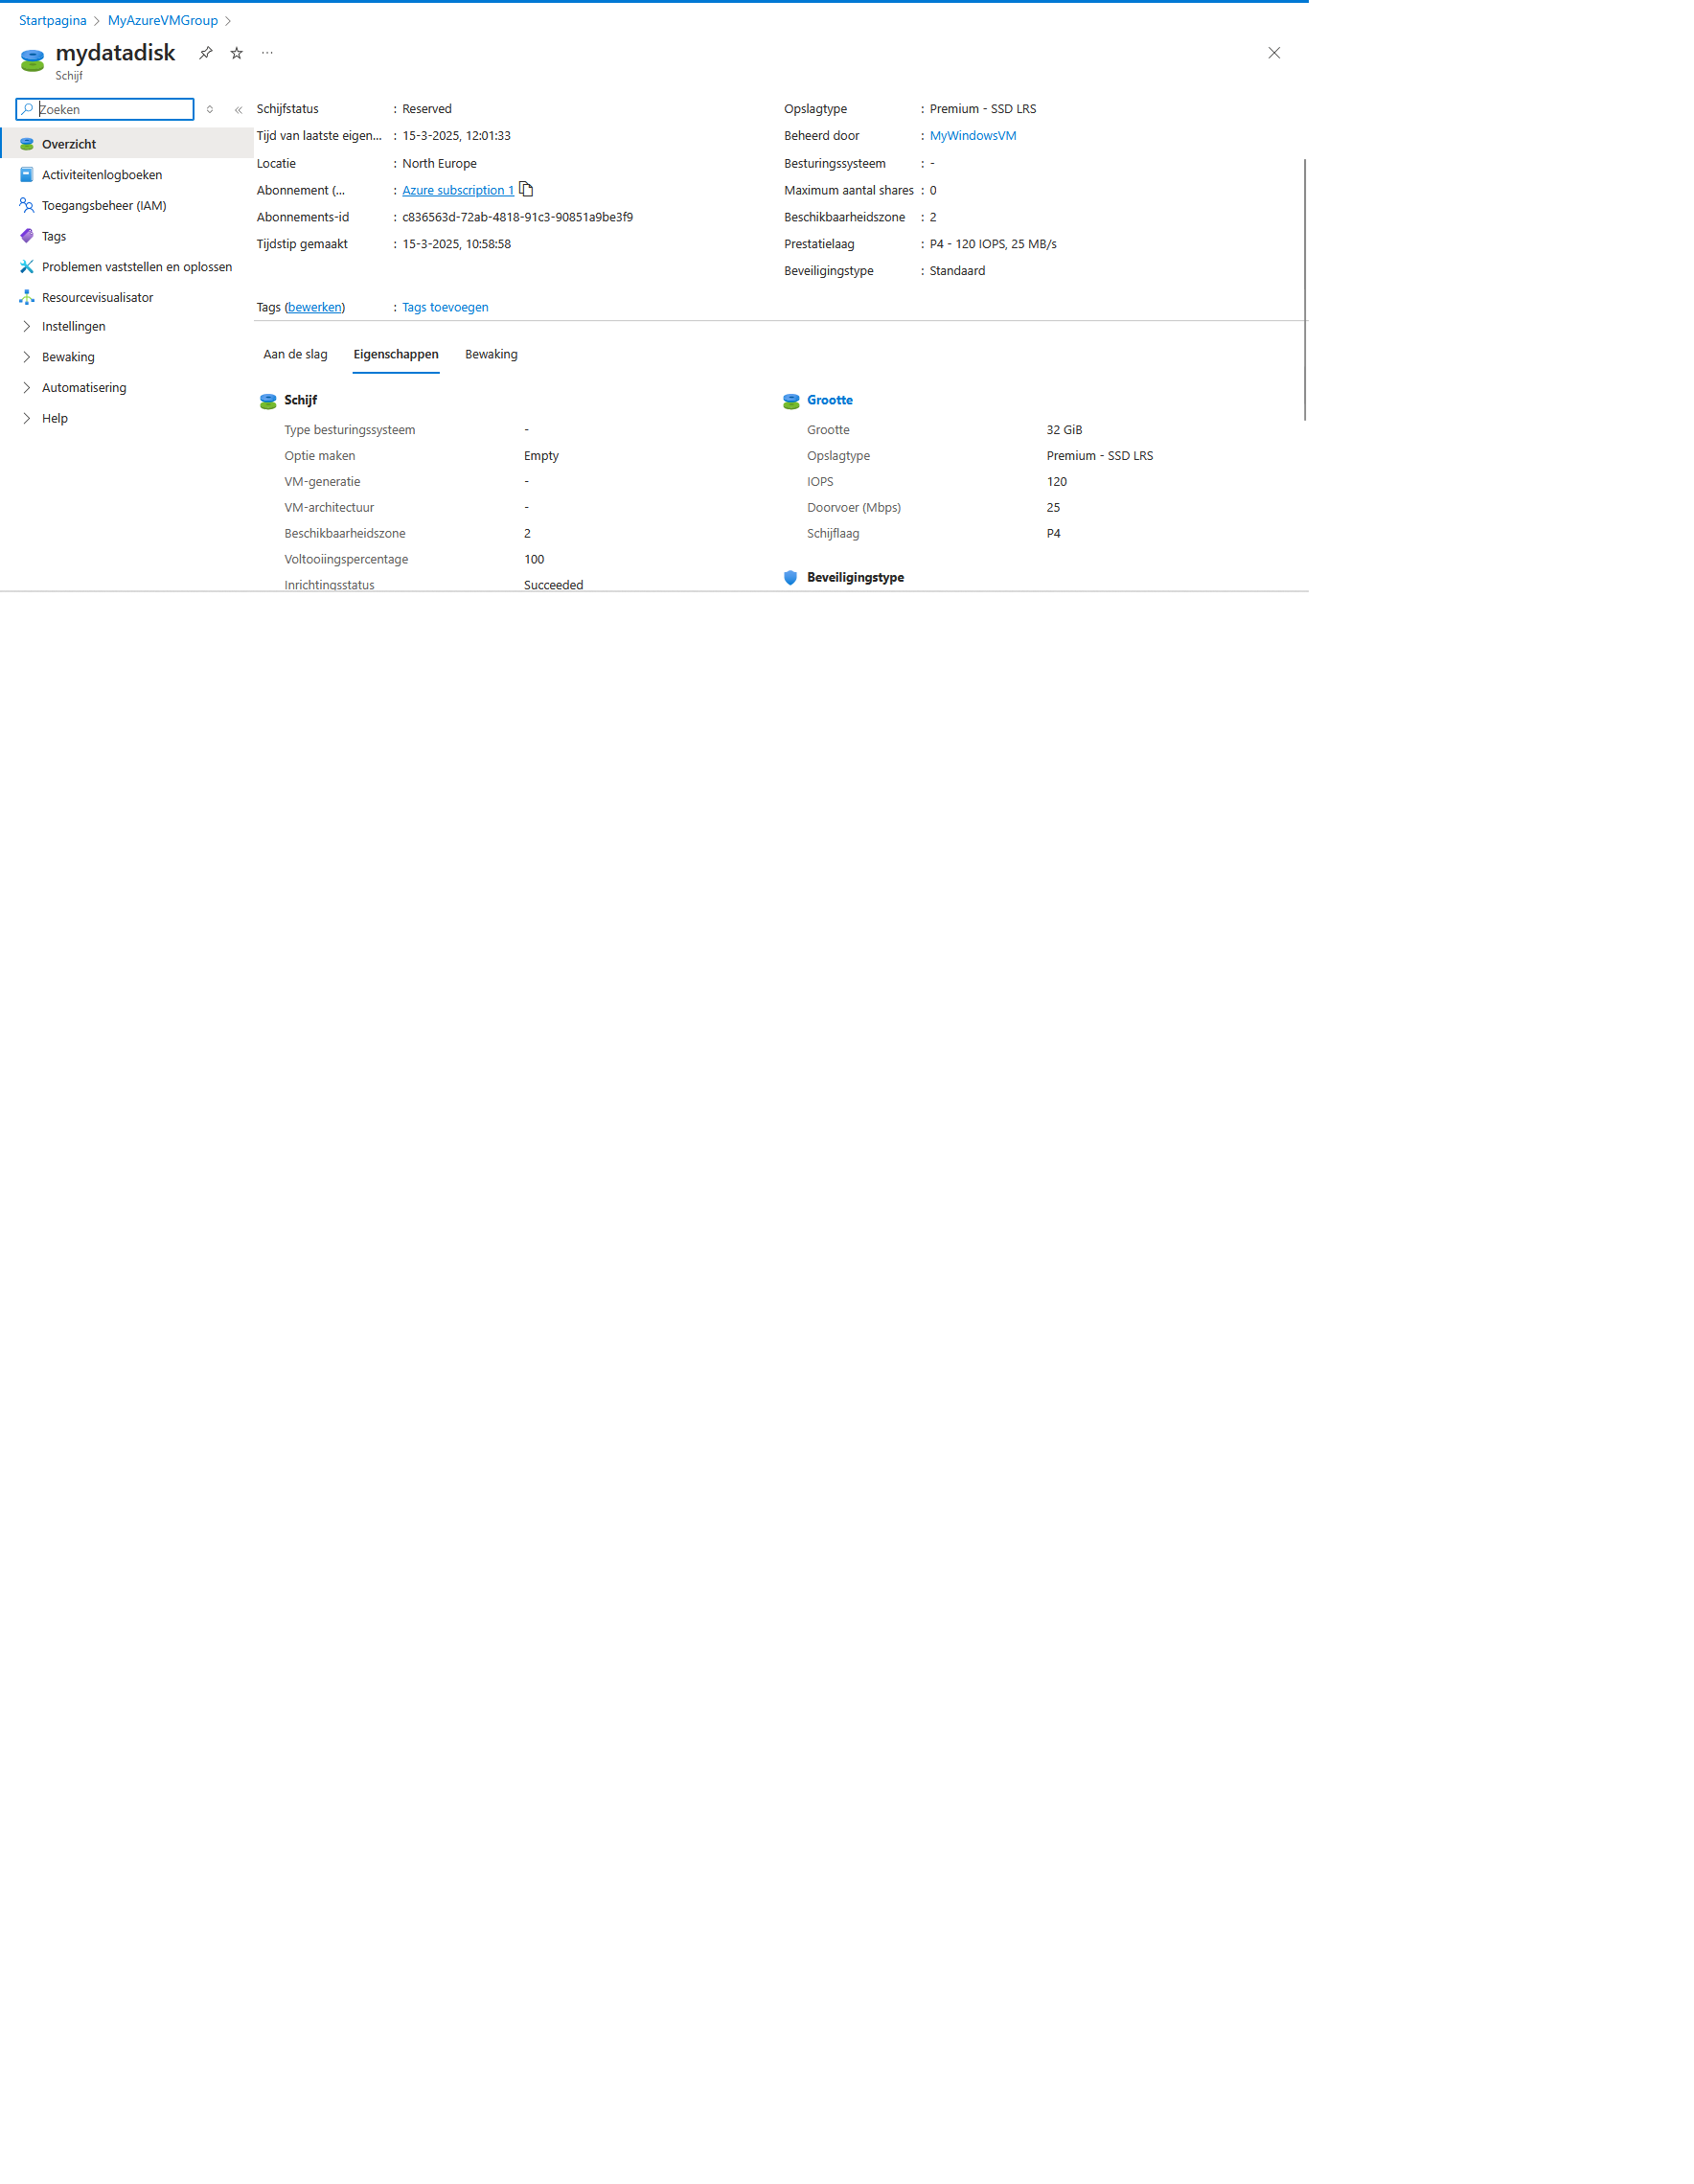 Startpagina > MyAzureVMGroup >
mydatadisk
Schijf
Zoeken
Overzicht
Activiteitenlogboeken
Toegangsbeheer (IAM)
Tags
Problemen vaststellen en oplossen
Resourcevisualisator
Instellingen
Bewaking
Automatisering
Help
Schijfstatus : Reserved
Tijd van laatste eigen... : 15-3-2025, 12:01:33
Locatie : North Europe
Abonnement (... : Azure subscription 1
Abonnements-id : c836563d-72ab-4818-91c3-90851a9be3f9
Tijdstip gemaakt : 15-3-2025, 10:58:58
Opslagtype : Premium - SSD LRS
Beheerd door : MyWindowsVM
Besturingssysteem : -
Maximum aantal shares : 0
Beschikbaarheidszone : 2
Prestatielaag : P4 - 120 IOPS, 25 MB/s
Beveiligingstype : Standaard
Tags (bewerken) : Tags toevoegen
Aan de slag Eigenschappen Bewaking
Schijf
Type besturingssysteem -
Optie maken Empty
VM-generatie -
VM-architectuur -
Beschikbaarheidszone 2
Voltooiingspercentage 100
Inrichtingsstatus Succeeded
Grootte
Grootte 32 GiB
Opslagtype Premium - SSD LRS
IOPS 120
Doorvoer (Mbps) 25
Schijflaag P4
Beveiligingstype